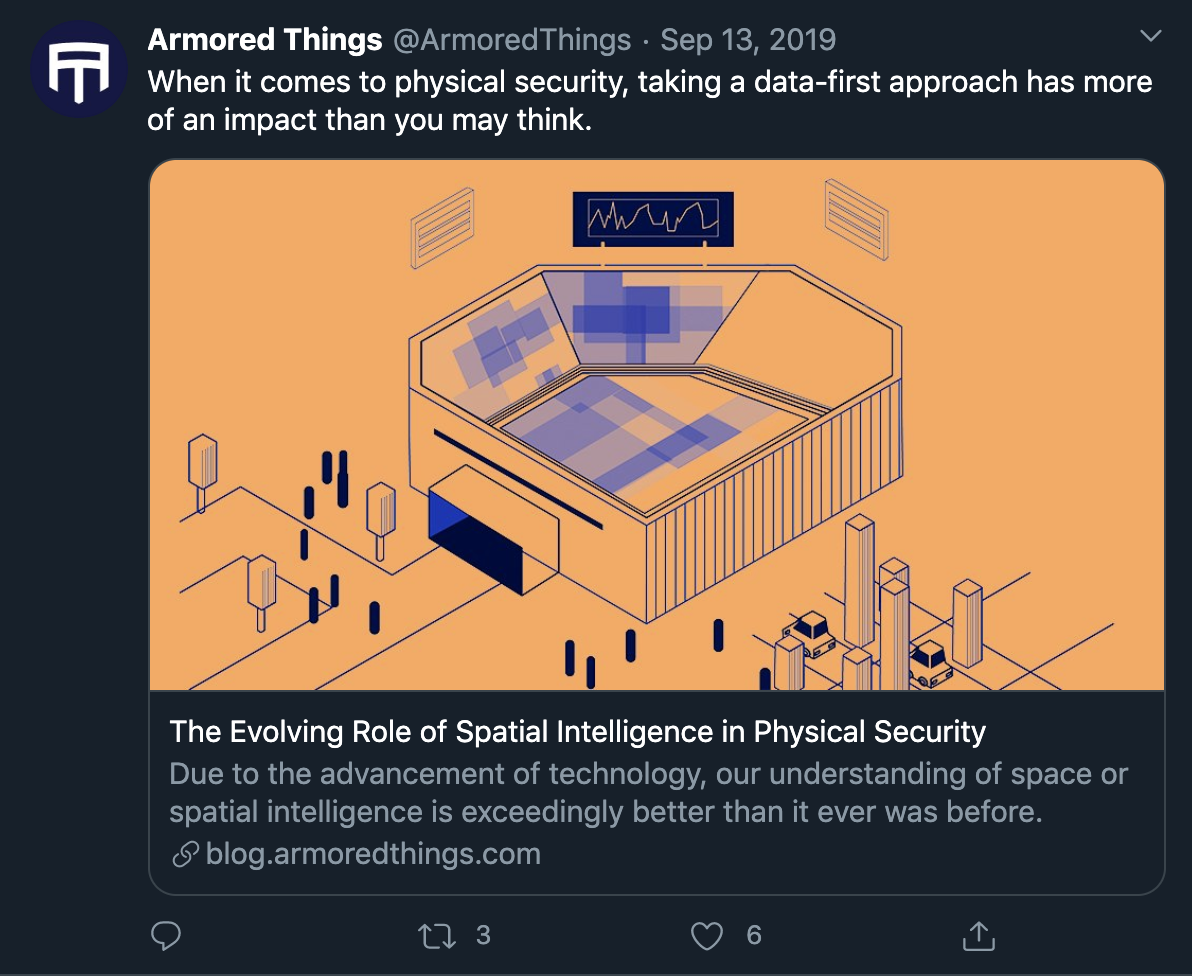 Armored Things @ArmoredThings · Sep 13, 2019
When it comes to physical security, taking a data-first approach has more
of an impact than you may think.
The Evolving Role of Spatial Intelligence in Physical Security
Due to the advancement of technology, our understanding of space or
spatial intelligence is exceedingly better than it ever was before.
blog.armoredthings.com
3 6